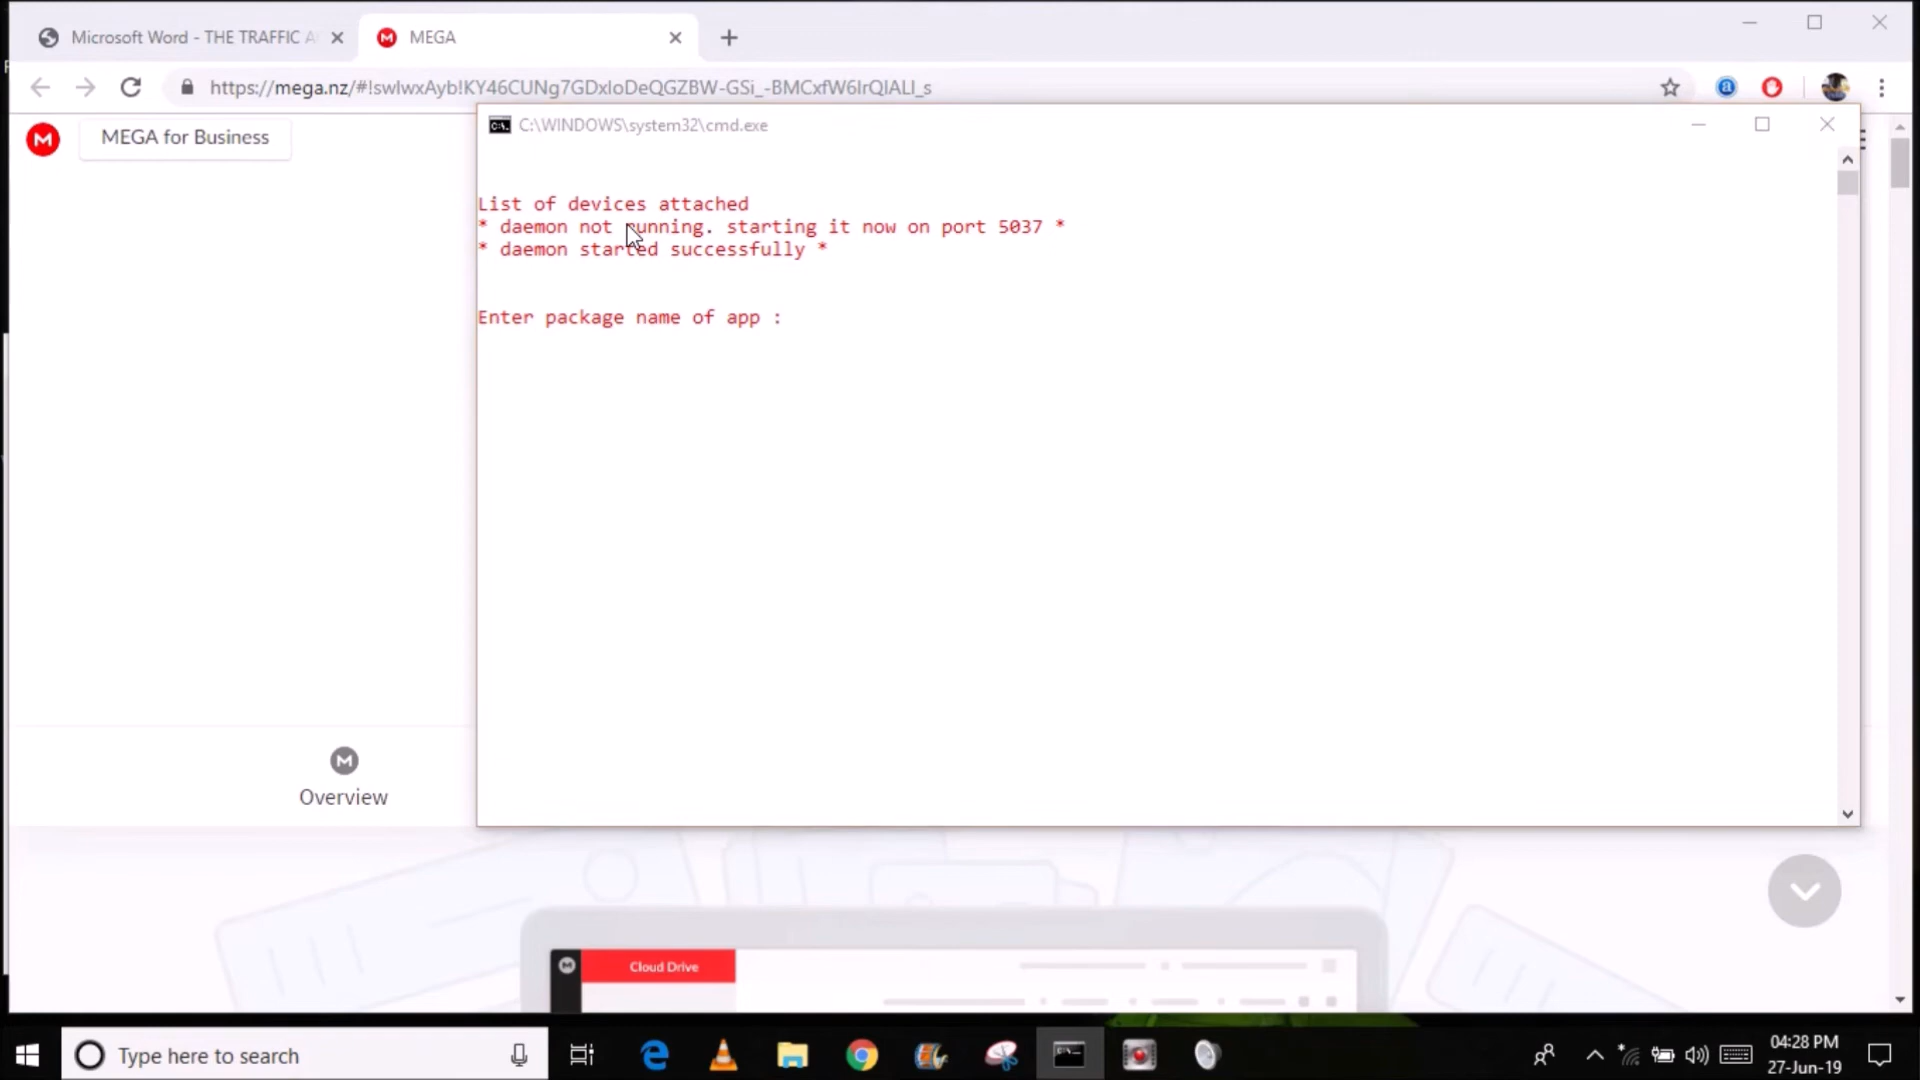 Microsoft Word - THE TRAFFIC A
MEGA
https://mega.nz/#!swlwxAyb!KY46CUNg7GDxloDeQGZBW-GSi_-BMCxfW6lrQlALI_s
MEGA for Business
C:\WINDOWS\system32\cmd.exe
List of devices attached
* daemon not running. starting it now on port 5037 *
* daemon started successfully *
Enter package name of app :
Overview
Cloud Drive
Type here to search
04:28 PM
27-Jun-19